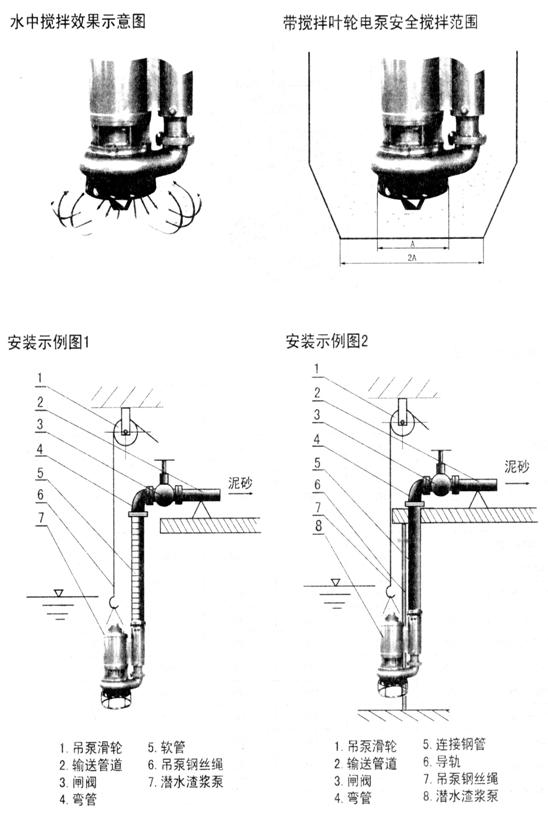 水中搅拌效果示意图
带搅拌叶轮电泵安全搅拌范围
A
2A
安装示例图1
1
2
3
4
5
6
7
泥砂
1. 吊泵滑轮
2. 输送管道
3. 闸阀
4. 弯管
5. 软管
6. 吊泵钢丝绳
7. 潜水渣浆泵
安装示例图2
1
2
3
4
5
6
7
8
泥砂
1. 吊泵滑轮
2. 输送管道
3. 闸阀
4. 弯管
5. 连接钢管
6. 导轨
7. 吊泵钢丝绳
8. 潜水渣浆泵